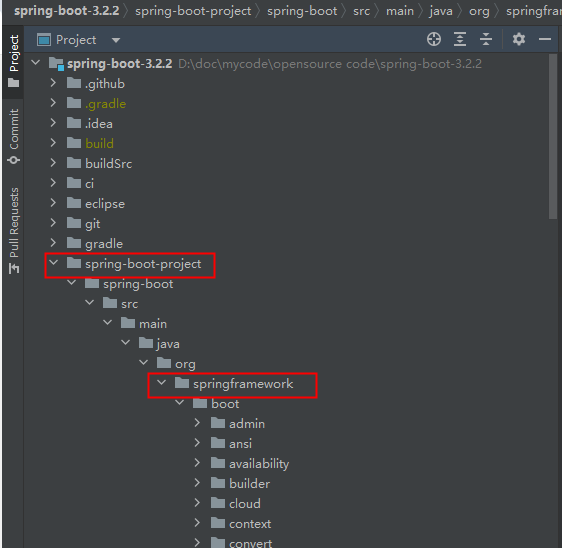 spring-boot-3.2.2 › spring-boot-project › spring-boot › src › main › java › org › springfram
Project
Project
Commit
Pull Requests
spring-boot-3.2.2 D:\doc\mycode\opensource code\spring-boot-3.2.2
.github
.gradle
.idea
build
buildSrc
ci
eclipse
git
gradle
spring-boot-project
spring-boot
src
main
java
org
springframework
boot
admin
ansi
availability
builder
cloud
context
convert